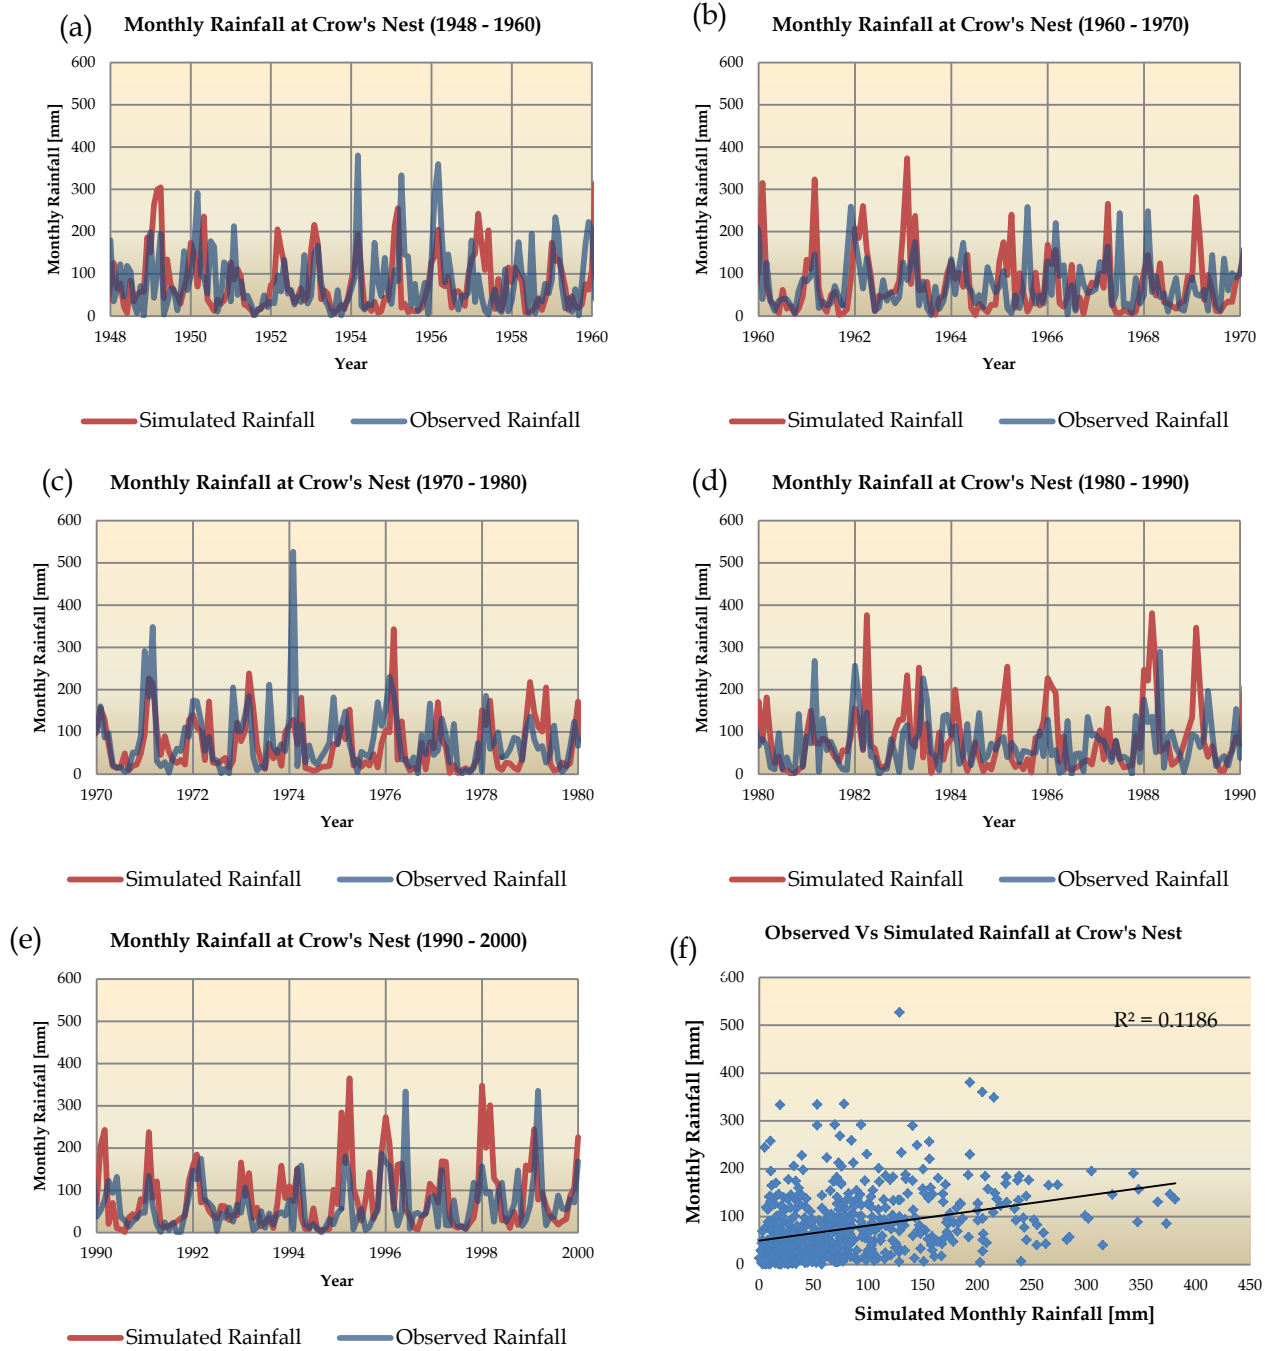 (a) Monthly Rainfall at Crow's Nest (1948 - 1960)
Monthly Rainfall [mm]
600
500
400
300
200
100
0
1948 1950 1952 1954 1956 1958 1960
Year
Simulated Rainfall Observed Rainfall
(b) Monthly Rainfall at Crow's Nest (1960 - 1970)
Monthly Rainfall [mm]
600
500
400
300
200
100
0
1960 1962 1964 1966 1968 1970
Year
Simulated Rainfall Observed Rainfall
(c) Monthly Rainfall at Crow's Nest (1970 - 1980)
Monthly Rainfall [mm]
600
500
400
300
200
100
0
1970 1972 1974 1976 1978 1980
Year
Simulated Rainfall Observed Rainfall
(d) Monthly Rainfall at Crow's Nest (1980 - 1990)
Monthly Rainfall [mm]
600
500
400
300
200
100
0
1980 1982 1984 1986 1988 1990
Year
Simulated Rainfall Observed Rainfall
(e) Monthly Rainfall at Crow's Nest (1990 - 2000)
Monthly Rainfall [mm]
600
500
400
300
200
100
0
1990 1992 1994 1996 1998 2000
Year
Simulated Rainfall Observed Rainfall
(f) Observed Vs Simulated Rainfall at Crow's Nest
Monthly Rainfall [mm]
600
500
400
300
200
100
0
R² = 0.1186
0 50 100 150 200 250 300 350 400 450
Simulated Monthly Rainfall [mm]